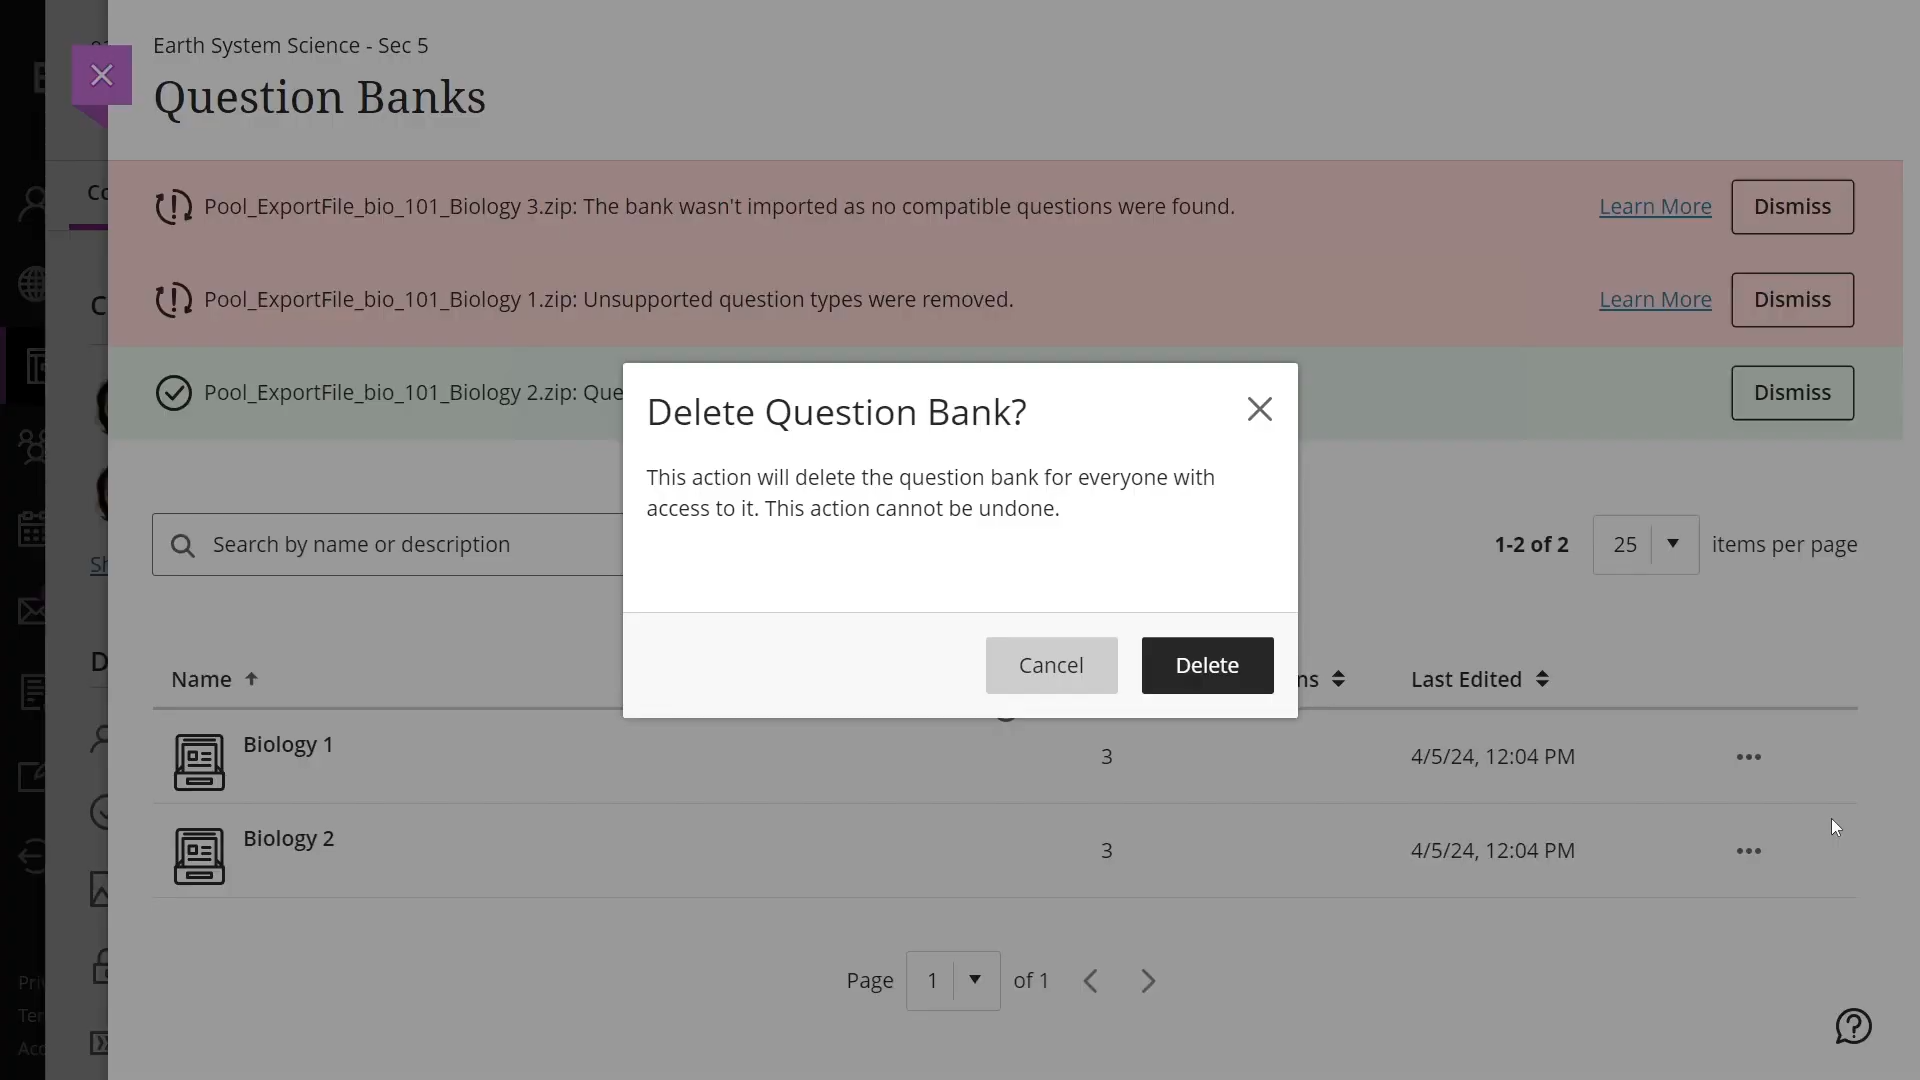 Earth System Science - Sec 5
Question Banks
Pool_ExportFile_bio_101_Biology 3.zip: The bank wasn't imported as no compatible questions were found.
Learn More
Dismiss
Pool_ExportFile_bio_101_Biology 1.zip: Unsupported question types were removed.
Learn More
Dismiss
Pool_ExportFile_bio_101_Biology 2.zip: Que
Dismiss
Delete Question Bank?
This action will delete the question bank for everyone with
access to it. This action cannot be undone.
Cancel
Delete
Search by name or description
1-2 of 2
25
items per page
Name
ns
Last Edited
Biology 1
3
4/5/24, 12:04 PM
Biology 2
3
4/5/24, 12:04 PM
Page 1 of 1